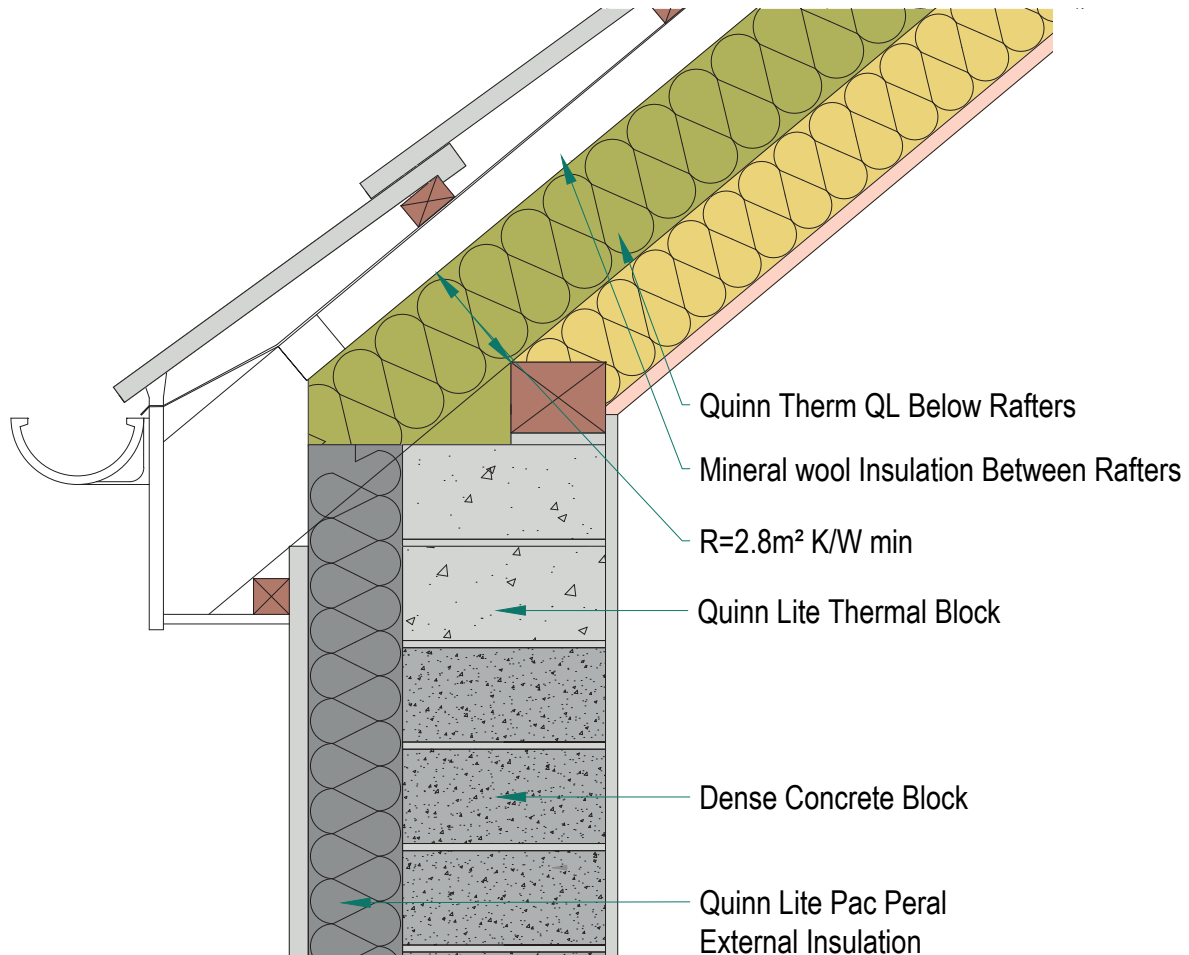 Quinn Therm QL Below Rafters
Mineral wool Insulation Between Rafters
R=2.8m² K/W min
Quinn Lite Thermal Block
Dense Concrete Block
Quinn Lite Pac Peral
External Insulation